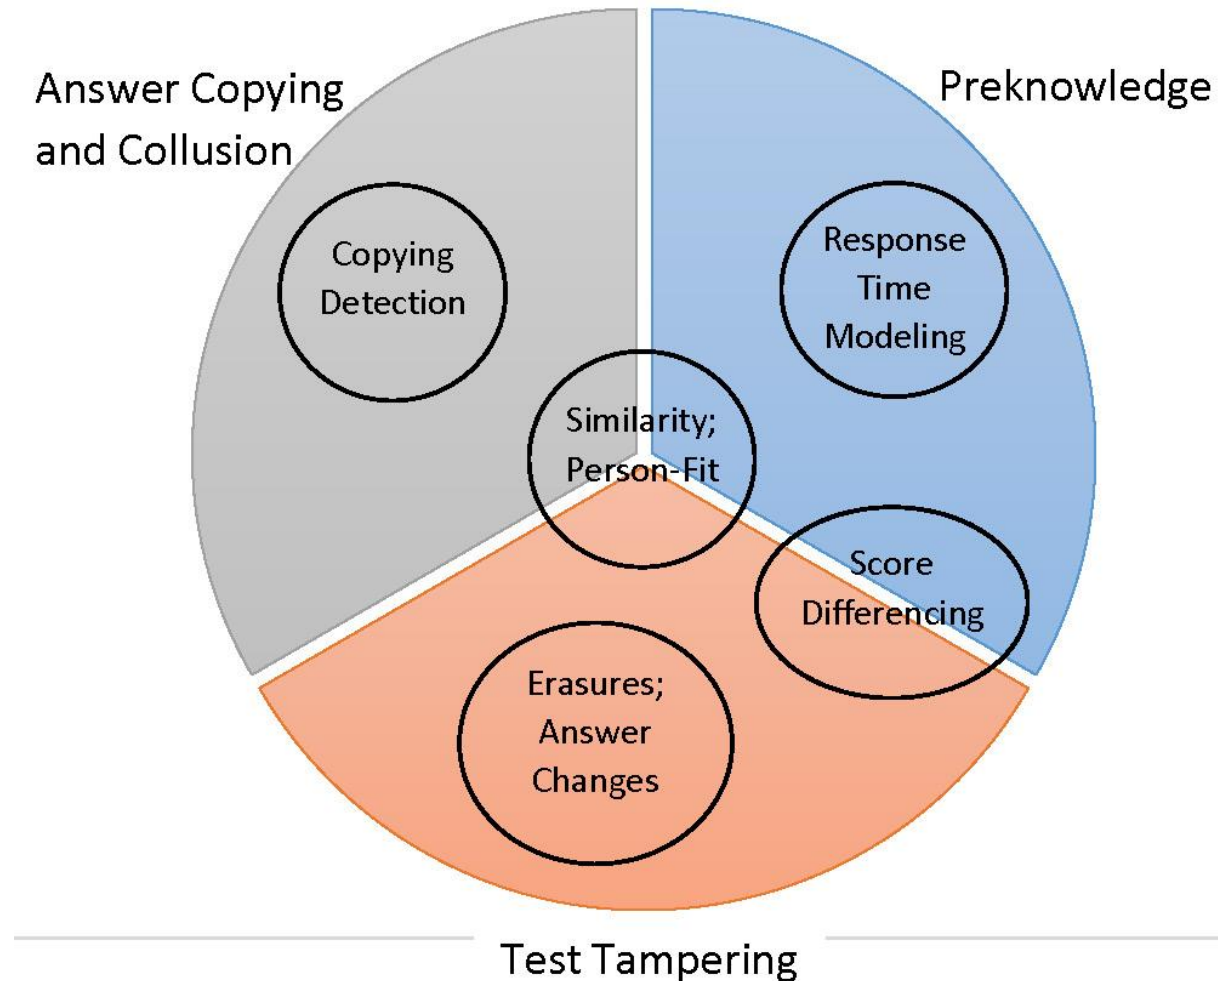 Answer Copying
and Collusion
Preknowledge
Copying
Detection
Response
Time
Modeling
Similarity;
Person-Fit
Score
Differencing
Erasures;
Answer
Changes
Test Tampering